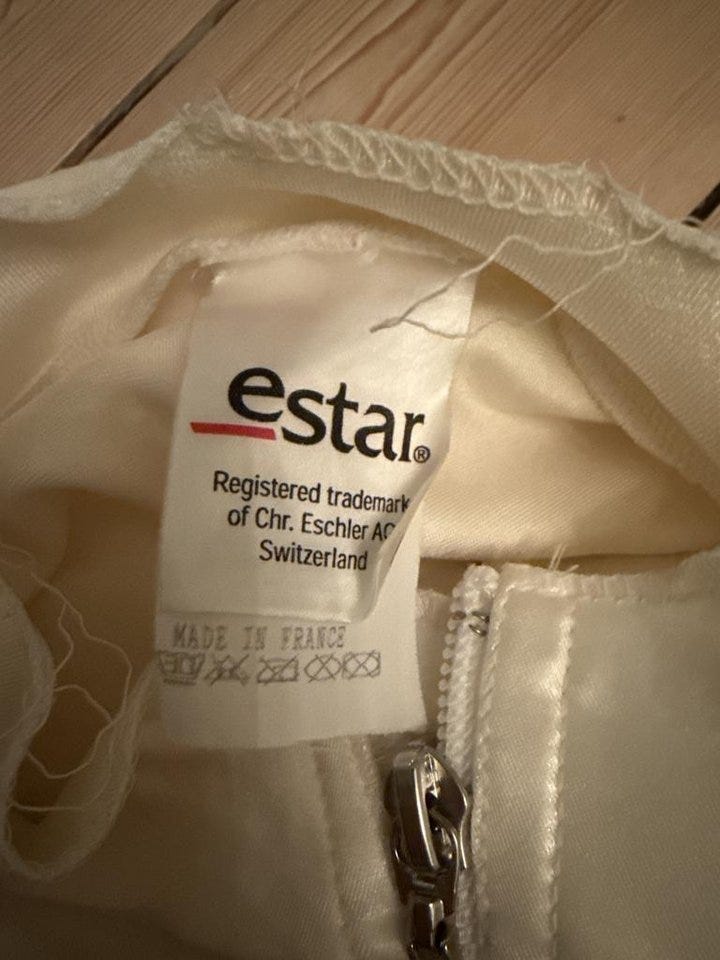 estar®
Registered trademark
of Chr. Eschler AG
Switzerland
MADE IN FRANCE